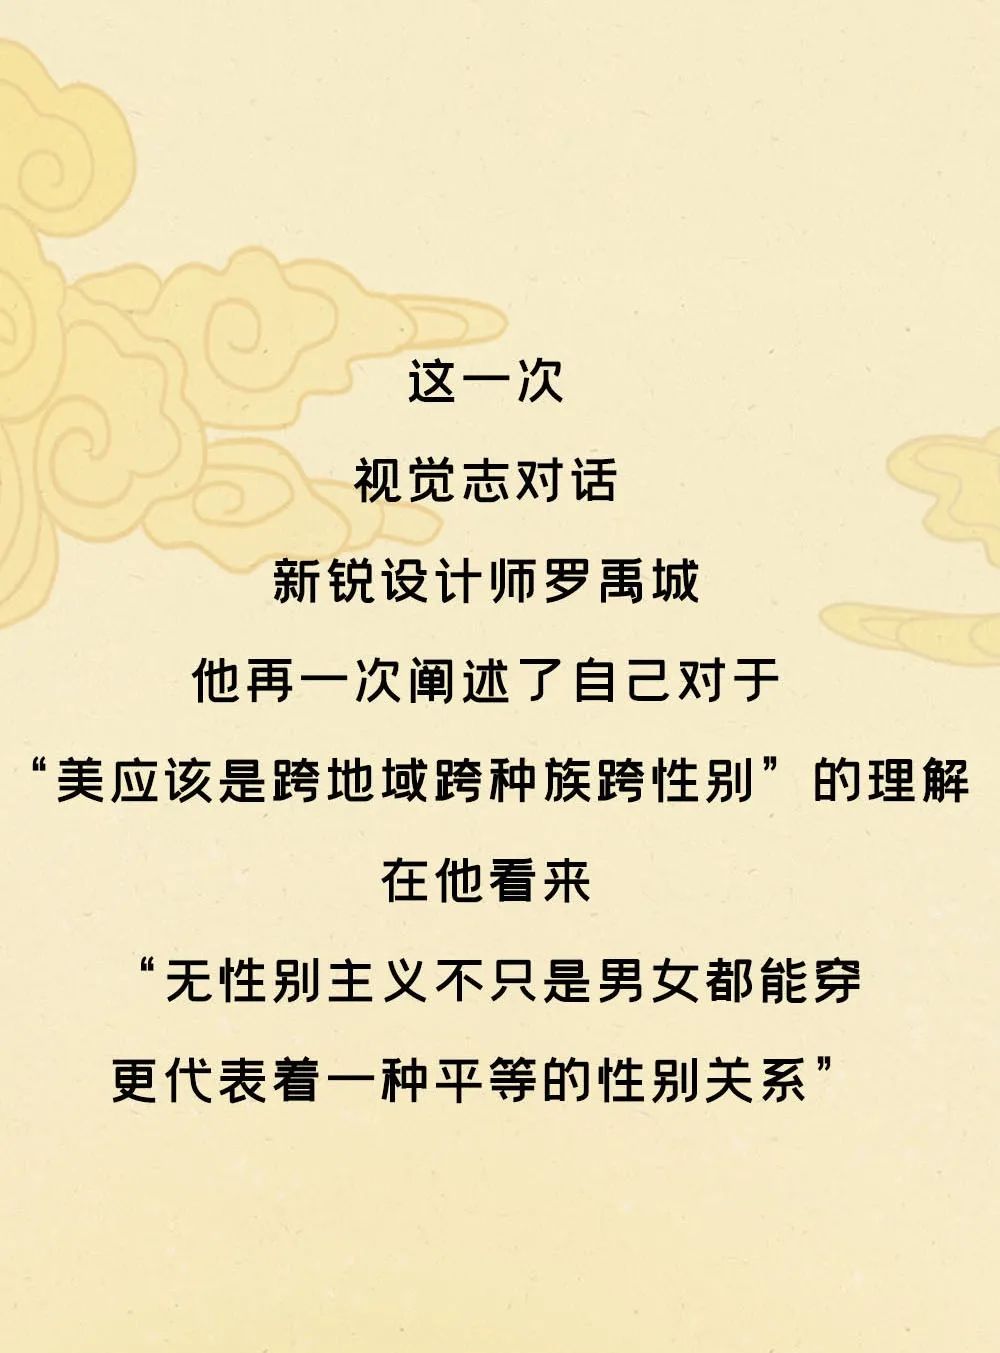 这一次
视觉志对话
新锐设计师罗禹城
他再一次阐述了自己对于
“美应该是跨地域跨种族跨性别”的理解
在他看来
“无性别主义不只是男女都能穿
更代表着一种平等的性别关系”